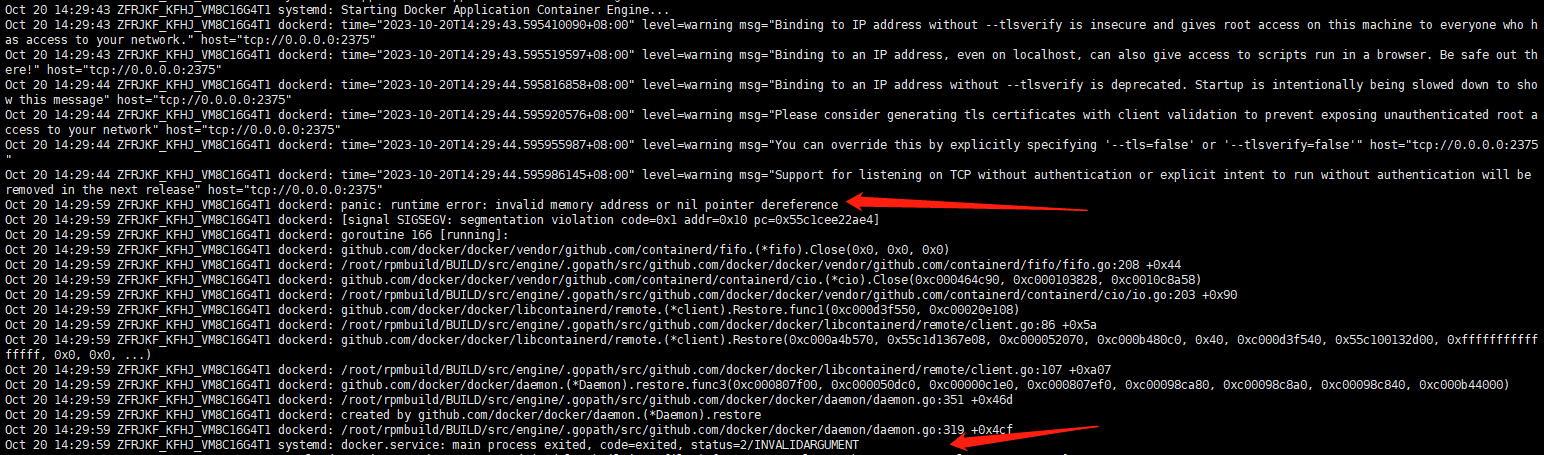 Oct 20 14:29:43 ZFRJKF_KFHJ_VM8C16G4T1 systemd: Starting Docker Application Container Engine...
Oct 20 14:29:43 ZFRJKF_KFHJ_VM8C16G4T1 dockerd: time="2023-10-20T14:29:43.595410090+08:00" level=warning msg="Binding to IP address without --tlsverify is insecure and gives root access on this machine to everyone who h
as access to your network." host="tcp://0.0.0.0:2375"
Oct 20 14:29:43 ZFRJKF_KFHJ_VM8C16G4T1 dockerd: time="2023-10-20T14:29:43.595519597+08:00" level=warning msg="Binding to an IP address, even on localhost, can also give access to scripts run in a browser. Be safe out th
ere!" host="tcp://0.0.0.0:2375"
Oct 20 14:29:44 ZFRJKF_KFHJ_VM8C16G4T1 dockerd: time="2023-10-20T14:29:44.595816858+08:00" level=warning msg="Binding to an IP address without --tlsverify is deprecated. Startup is intentionally being slowed down to sho
w this message" host="tcp://0.0.0.0:2375"
Oct 20 14:29:44 ZFRJKF_KFHJ_VM8C16G4T1 dockerd: time="2023-10-20T14:29:44.595920576+08:00" level=warning msg="Please consider generating tls certificates with client validation to prevent exposing unauthenticated root a
ccess to your network" host="tcp://0.0.0.0:2375"
Oct 20 14:29:44 ZFRJKF_KFHJ_VM8C16G4T1 dockerd: time="2023-10-20T14:29:44.595955987+08:00" level=warning msg="You can override this by explicitly specifying '--tls=false' or '--tlsverify=false'" host="tcp://0.0.0.0:2375
"
Oct 20 14:29:44 ZFRJKF_KFHJ_VM8C16G4T1 dockerd: time="2023-10-20T14:29:44.595986145+08:00" level=warning msg="Support for listening on TCP without authentication or explicit intent to run without authentication will be
removed in the next release" host="tcp://0.0.0.0:2375"
Oct 20 14:29:59 ZFRJKF_KFHJ_VM8C16G4T1 dockerd: panic: runtime error: invalid memory address or nil pointer dereference
Oct 20 14:29:59 ZFRJKF_KFHJ_VM8C16G4T1 dockerd: [signal SIGSEGV: segmentation violation code=0x1 addr=0x10 pc=0x55c1cee22ae4]
Oct 20 14:29:59 ZFRJKF_KFHJ_VM8C16G4T1 dockerd: goroutine 166 [running]:
Oct 20 14:29:59 ZFRJKF_KFHJ_VM8C16G4T1 dockerd: github.com/docker/docker/vendor/github.com/containerd/fifo.(*fifo).Close(0x0, 0x0, 0x0)
Oct 20 14:29:59 ZFRJKF_KFHJ_VM8C16G4T1 dockerd: /root/rpmbuild/BUILD/src/engine/.gopath/src/github.com/docker/docker/vendor/github.com/containerd/fifo/fifo.go:208 +0x44
Oct 20 14:29:59 ZFRJKF_KFHJ_VM8C16G4T1 dockerd: github.com/docker/docker/vendor/github.com/containerd/containerd/cio.(*cio).Close(0xc000464c90, 0xc000103828, 0xc0010c8a58)
Oct 20 14:29:59 ZFRJKF_KFHJ_VM8C16G4T1 dockerd: /root/rpmbuild/BUILD/src/engine/.gopath/src/github.com/docker/docker/vendor/github.com/containerd/containerd/cio/io.go:203 +0x90
Oct 20 14:29:59 ZFRJKF_KFHJ_VM8C16G4T1 dockerd: github.com/docker/docker/libcontainerd/remote.(*client).Restore.func1(0xc000d3f550, 0xc00020e108)
Oct 20 14:29:59 ZFRJKF_KFHJ_VM8C16G4T1 dockerd: /root/rpmbuild/BUILD/src/engine/.gopath/src/github.com/docker/docker/libcontainerd/remote/client.go:86 +0x5a
Oct 20 14:29:59 ZFRJKF_KFHJ_VM8C16G4T1 dockerd: github.com/docker/docker/libcontainerd/remote.(*client).Restore(0xc000a4b570, 0x55c1d1367e08, 0xc000052070, 0xc000b480c0, 0x40, 0xc000d3f540, 0x55c100132d00, 0xffffffffffff
fffff, 0x0, 0x0, ...)
Oct 20 14:29:59 ZFRJKF_KFHJ_VM8C16G4T1 dockerd: /root/rpmbuild/BUILD/src/engine/.gopath/src/github.com/docker/docker/libcontainerd/remote/client.go:107 +0xa07
Oct 20 14:29:59 ZFRJKF_KFHJ_VM8C16G4T1 dockerd: github.com/docker/docker/daemon.(*Daemon).restore.func3(0xc000807f00, 0xc000050dc0, 0xc00000c1e0, 0xc000807ef0, 0xc00098ca80, 0xc00098c8a0, 0xc00098c840, 0xc000b44000)
Oct 20 14:29:59 ZFRJKF_KFHJ_VM8C16G4T1 dockerd: /root/rpmbuild/BUILD/src/engine/.gopath/src/github.com/docker/docker/daemon/daemon.go:351 +0x46d
Oct 20 14:29:59 ZFRJKF_KFHJ_VM8C16G4T1 dockerd: created by github.com/docker/docker/daemon.(*Daemon).restore
Oct 20 14:29:59 ZFRJKF_KFHJ_VM8C16G4T1 dockerd: /root/rpmbuild/BUILD/src/engine/.gopath/src/github.com/docker/docker/daemon/daemon.go:319 +0x4cf
Oct 20 14:29:59 ZFRJKF_KFHJ_VM8C16G4T1 systemd: docker.service: main process exited, code=exited, status=2/INVALIDARGUMENT